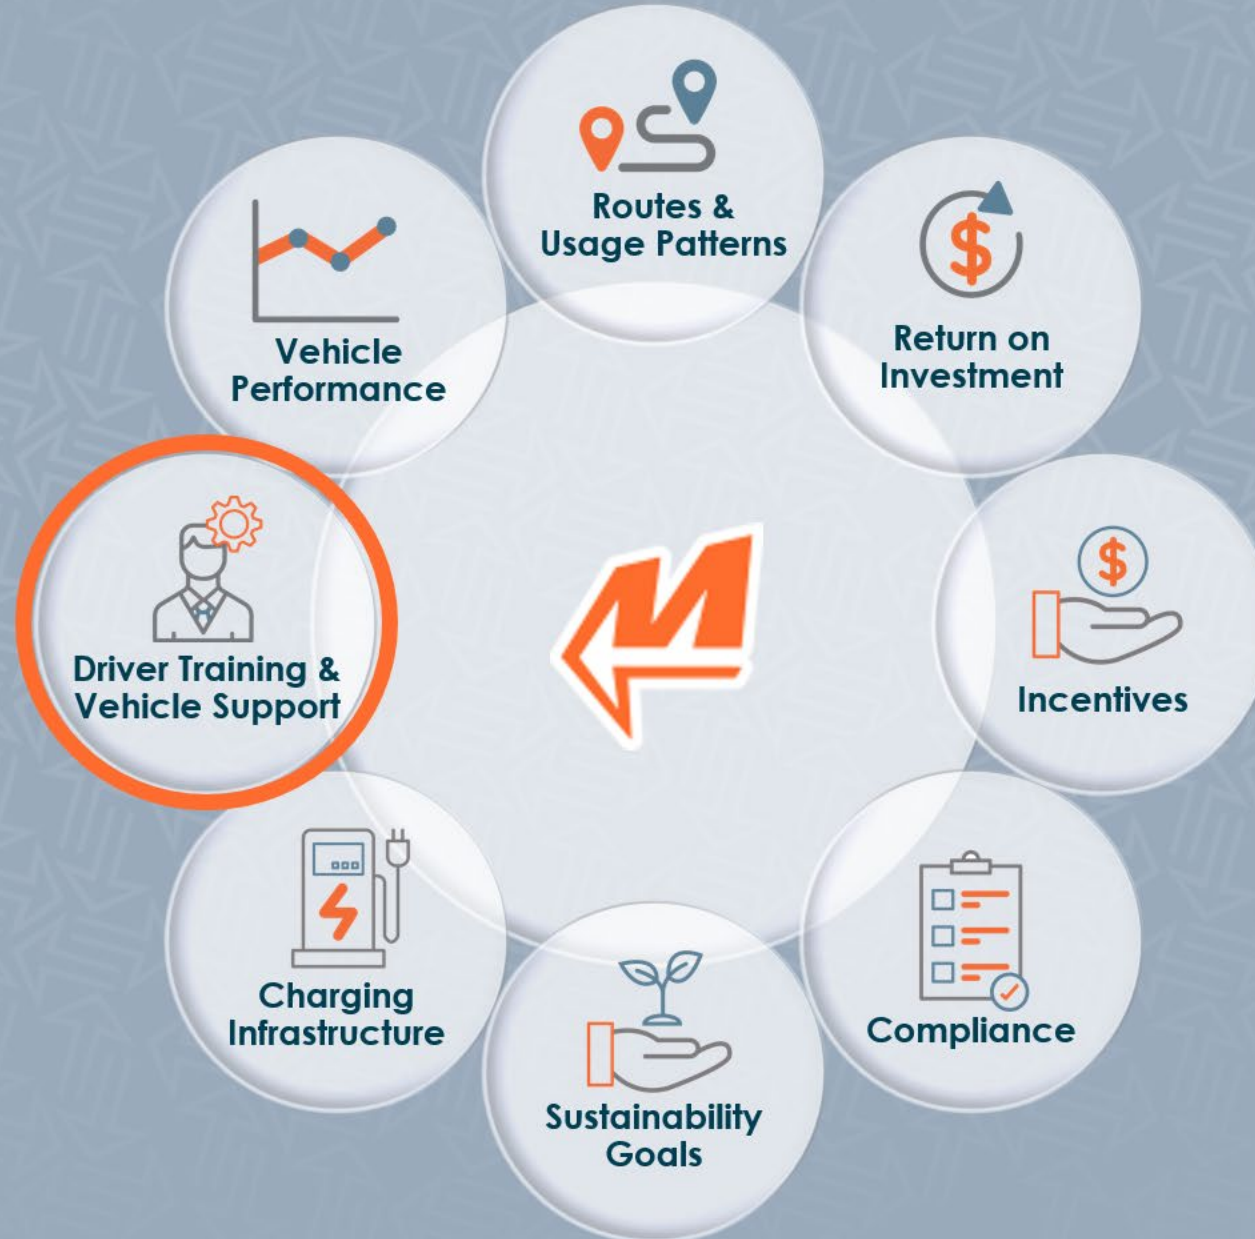 Routes &
Usage Patterns
Return on
Investment
Incentives
Compliance
Sustainability
Goals
Charging
Infrastructure
Driver Training &
Vehicle Support
Vehicle
Performance